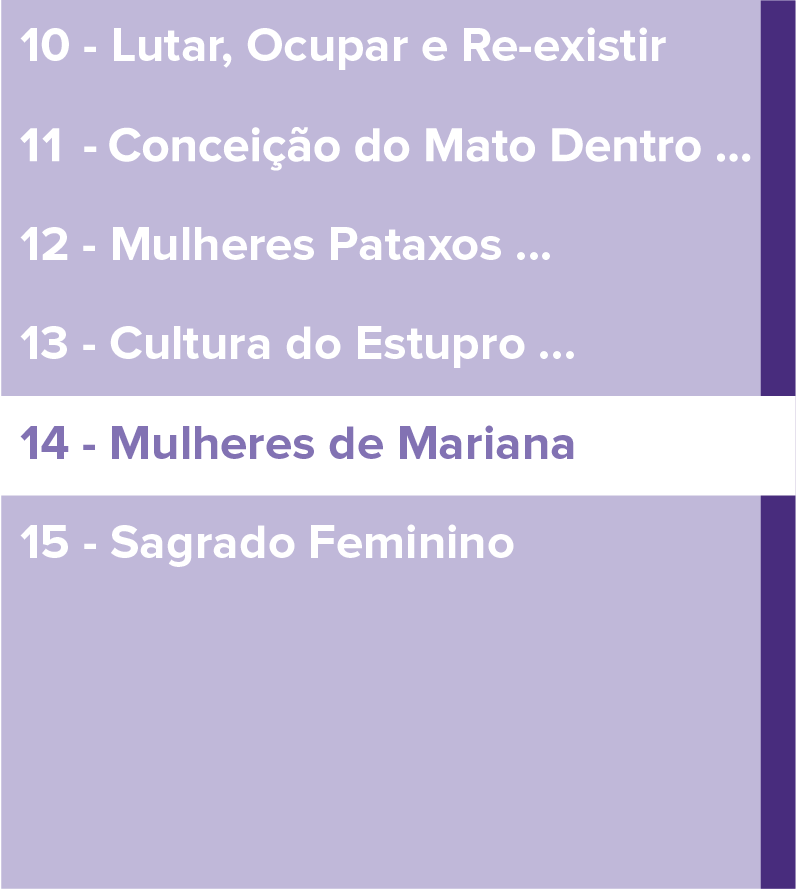 10 - Lutar, Ocupar e Re-existir
11 - Conceição do Mato Dentro ...
12 - Mulheres Pataxos ...
13 - Cultura do Estupro ...
14 - Mulheres de Mariana
15 - Sagrado Feminino